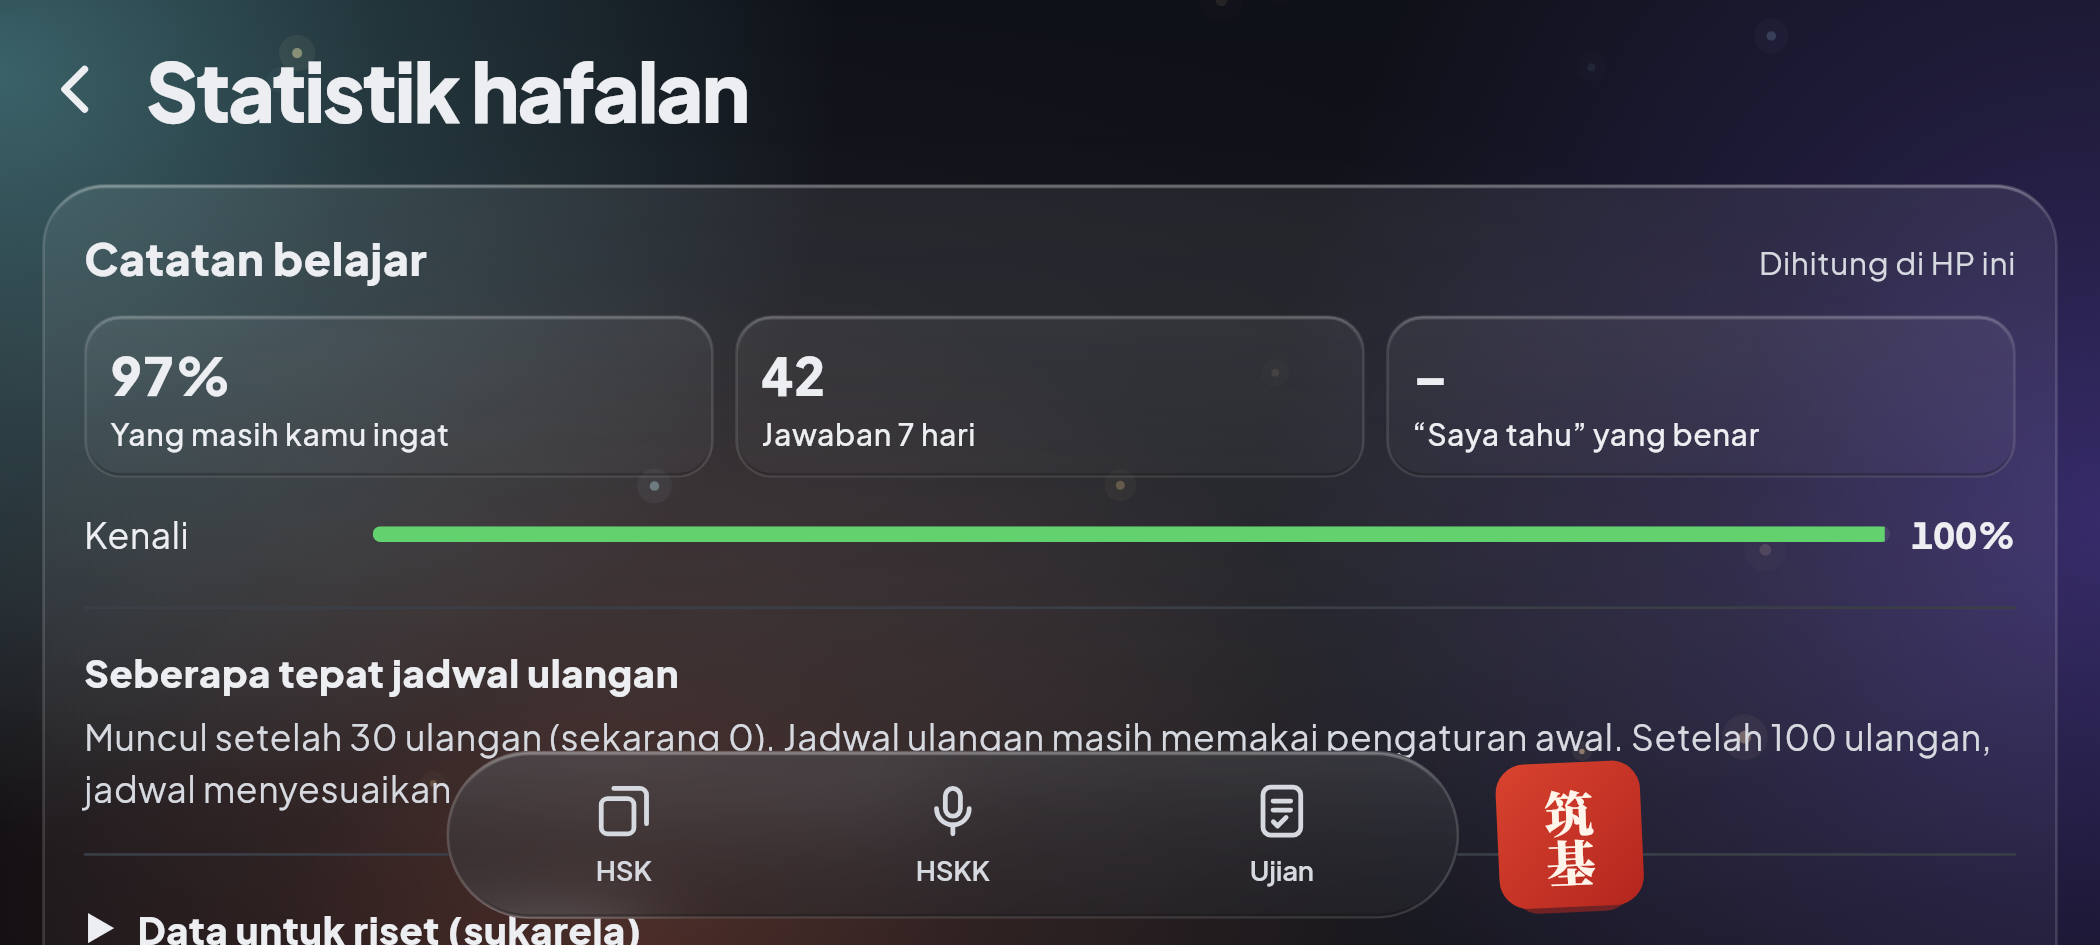 Statistik hafalan
Catatan belajar
Dihitung di HP ini
97%
Yang masih kamu ingat
42
Jawaban 7 hari
–
“Saya tahu” yang benar
Kenali
100%
Seberapa tepat jadwal ulangan
Muncul setelah 30 ulangan (sekarang 0). Jadwal ulangan masih memakai pengaturan awal. Setelah 100 ulangan,
jadwal menyesuaikan
HSK
HSKK
Ujian
筑
基
Data untuk riset (sukarela)